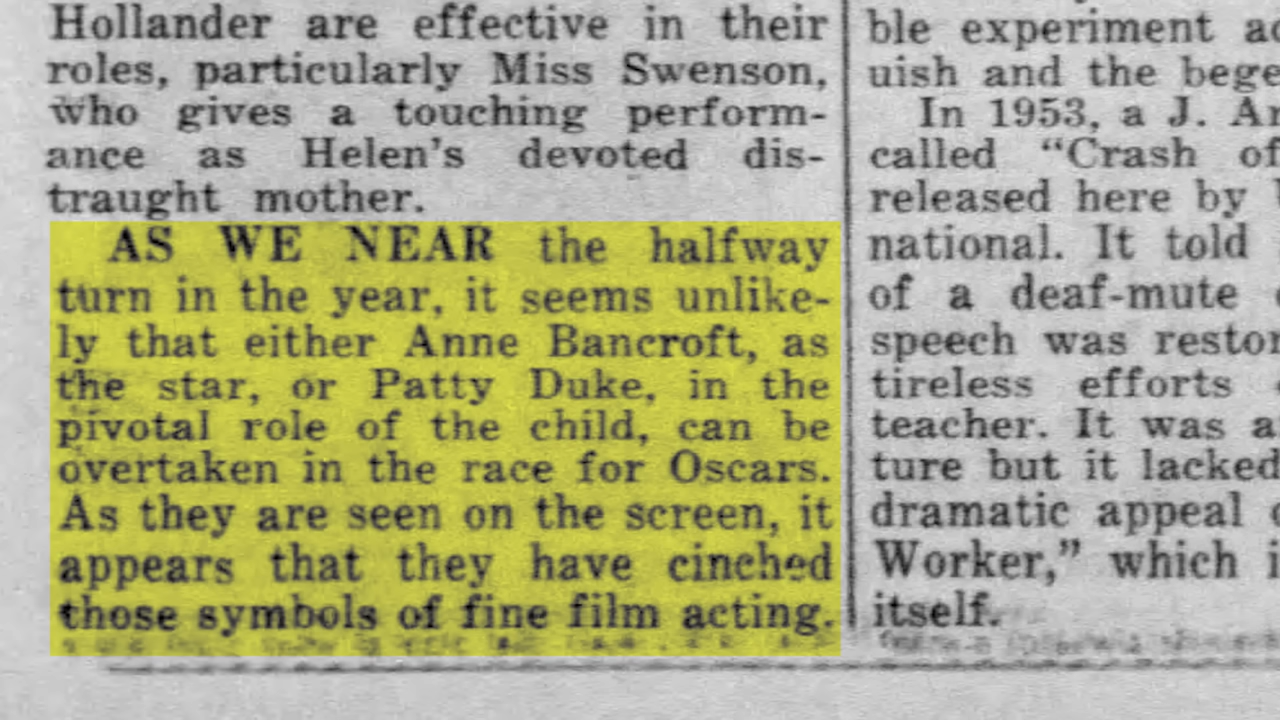 Hollander are effective in their
roles, particularly Miss Swenson,
who gives a touching perform-
ance as Helen's devoted dis-
traught mother.
AS WE NEAR the halfway
turn in the year, it seems unlike-
ly that either Anne Bancroft, as
the star, or Patty Duke, in the
pivotal role of the child, can be
overtaken in the race for Oscars.
As they are seen on the screen, it
appears that they have cinched
those symbols of fine film acting.
ble experiment
uish and the
In 1953, a J.
called “Crash of
released here by
national. It told
of a deaf-mute
speech was
tireless efforts
teacher. It was a
ture but it lacked
dramatic appeal
Worker,” which
itself.